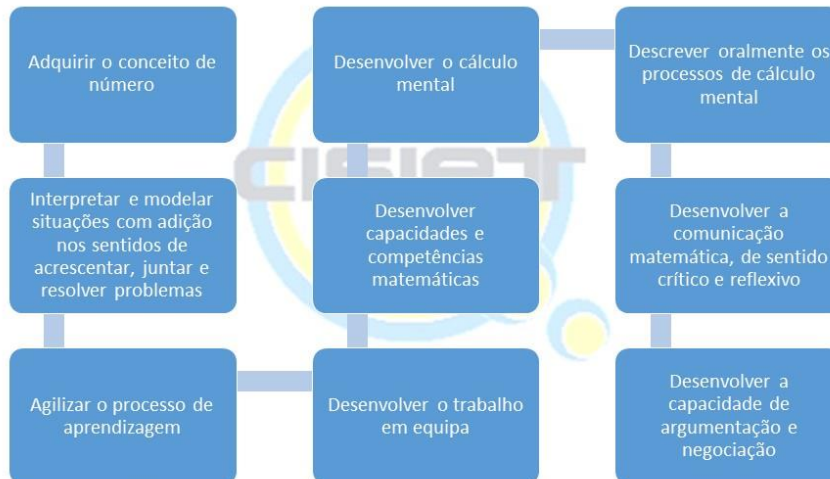 Adquirir o conceito de
número
Interpretar e modelar
situações com adição
nos sentidos de
acrescentar, juntar e
resolver problemas
Agilizar o processo de
aprendizagem
Desenvolver o trabalho
em equipa
Desenvolver
capacidades e
competências
matemáticas
Desenvolver o cálculo
mental
Descrever oralmente os
processos de cálculo
mental
Desenvolver a
comunicação
matemática, de sentido
crítico e reflexivo
Desenvolver a
capacidade de
argumentação e
negociação